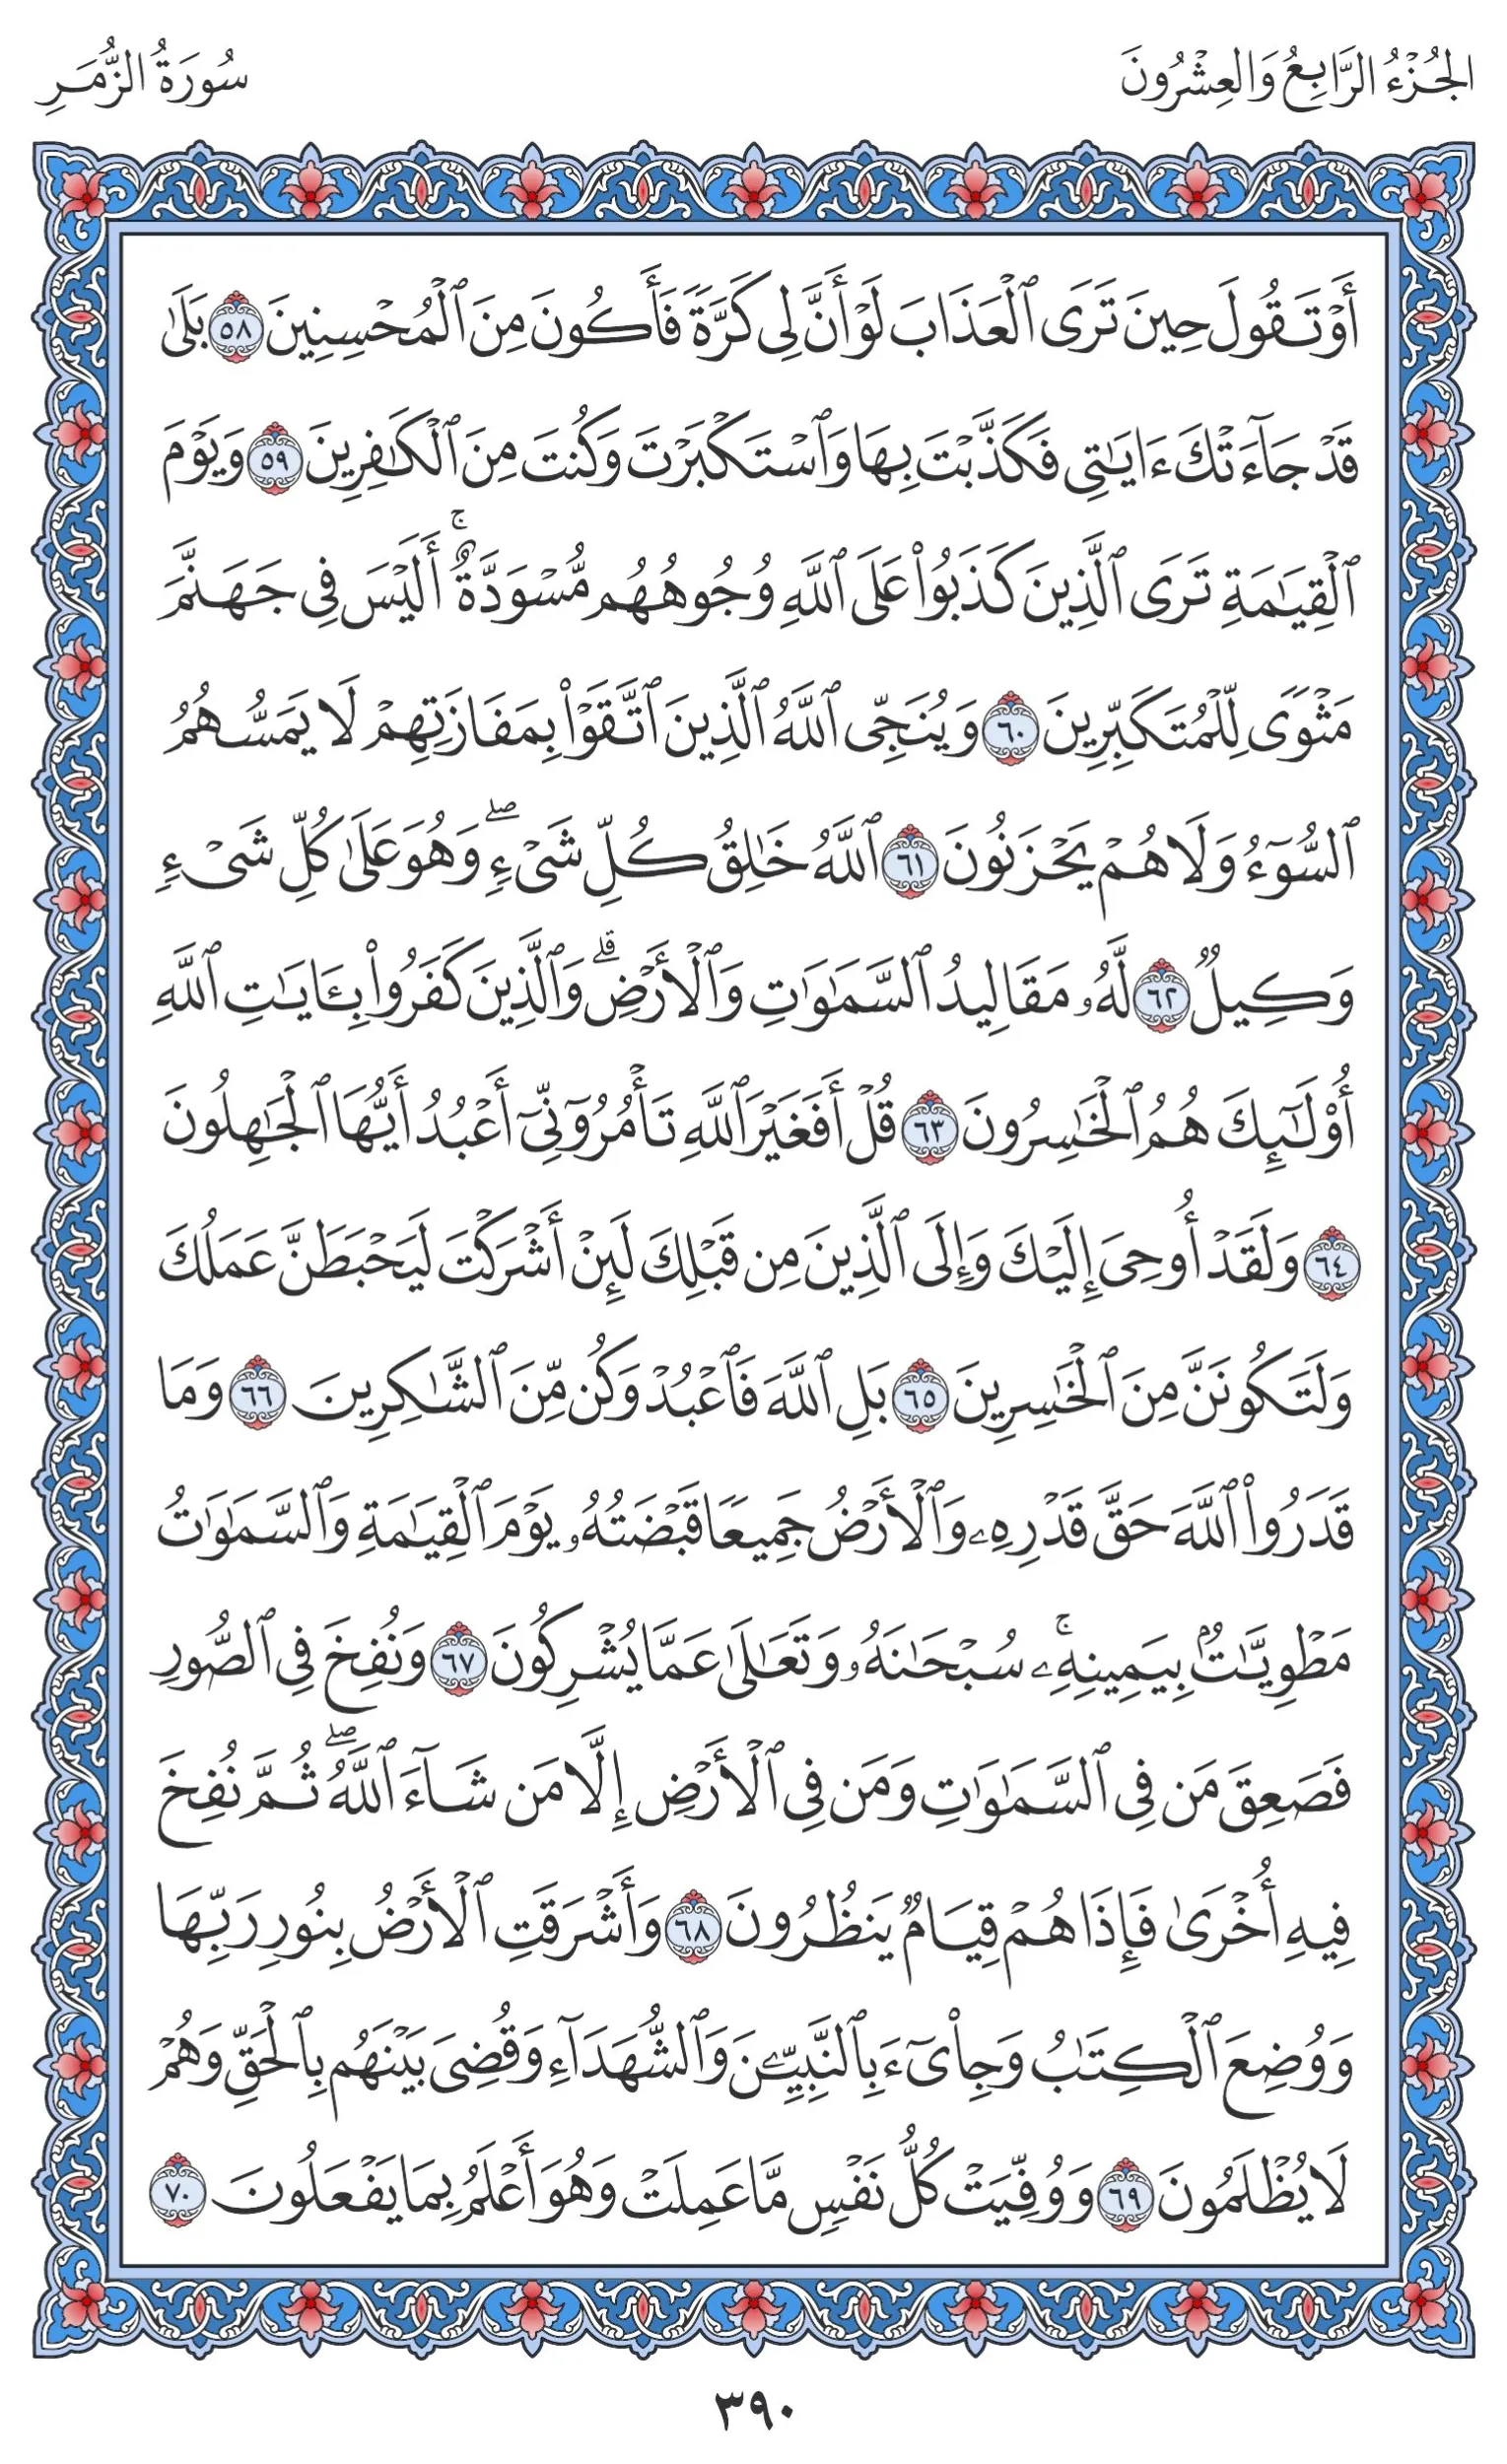 الجُزْءُ الرَّابِعُ وَالعِشْرُونَ
سُورَةُ الزُّمَرِ
أَوْ تَقُولَ حِينَ تَرَى ٱلْعَذَابَ لَوْ أَنَّ لِى كَرَّةً فَأَكُونَ مِنَ ٱلْمُحْسِنِينَ ٥٨ بَلَىٰ
قَدْ جَآءَتْكَ ءَايَٰتِى فَكَذَّبْتَ بِهَا وَٱسْتَكْبَرْتَ وَكُنتَ مِنَ ٱلْكَٰفِرِينَ ٥٩ وَيَوْمَ
ٱلْقِيَٰمَةِ تَرَى ٱلَّذِينَ كَذَبُوا۟ عَلَى ٱللَّهِ وُجُوهُهُم مُّسْوَدَّةٌ ۚ أَلَيْسَ فِى جَهَنَّمَ
مَثْوًى لِّلْمُتَكَبِّرِينَ ٦٠ وَيُنَجِّى ٱللَّهُ ٱلَّذِينَ ٱتَّقَوْا۟ بِمَفَازَتِهِمْ لَا يَمَسُّهُمُ
ٱلسُّوٓءُ وَلَا هُمْ يَحْزَنُونَ ٦١ ٱللَّهُ خَٰلِقُ كُلِّ شَىْءٍ ۖ وَهُوَ عَلَىٰ كُلِّ شَىْءٍ
وَكِيلٌ ٦٢ لَّهُۥ مَقَالِيدُ ٱلسَّمَٰوَٰتِ وَٱلْأَرْضِ ۗ وَٱلَّذِينَ كَفَرُوا۟ بِـَٔايَٰتِ ٱللَّهِ
أُو۟لَٰٓئِكَ هُمُ ٱلْخَٰسِرُونَ ٦٣ قُلْ أَفَغَيْرَ ٱللَّهِ تَأْمُرُوٓنِّىٓ أَعْبُدُ أَيُّهَا ٱلْجَٰهِلُونَ
٦٤ وَلَقَدْ أُوحِىَ إِلَيْكَ وَإِلَى ٱلَّذِينَ مِن قَبْلِكَ لَئِنْ أَشْرَكْتَ لَيَحْبَطَنَّ عَمَلُكَ
وَلَتَكُونَنَّ مِنَ ٱلْخَٰسِرِينَ ٦٥ بَلِ ٱللَّهَ فَٱعْبُدْ وَكُن مِّنَ ٱلشَّٰكِرِينَ ٦٦ وَمَا
قَدَرُوا۟ ٱللَّهَ حَقَّ قَدْرِهِۦ وَٱلْأَرْضُ جَمِيعًا قَبْضَتُهُۥ يَوْمَ ٱلْقِيَٰمَةِ وَٱلسَّمَٰوَٰتُ
مَطْوِيَّٰتٌۢ بِيَمِينِهِۦ ۚ سُبْحَٰنَهُۥ وَتَعَٰلَىٰ عَمَّا يُشْرِكُونَ ٦٧ وَنُفِخَ فِى ٱلصُّورِ
فَصَعِقَ مَن فِى ٱلسَّمَٰوَٰتِ وَمَن فِى ٱلْأَرْضِ إِلَّا مَن شَآءَ ٱللَّهُ ۖ ثُمَّ نُفِخَ
فِيهِ أُخْرَىٰ فَإِذَا هُمْ قِيَامٌ يَنظُرُونَ ٦٨ وَأَشْرَقَتِ ٱلْأَرْضُ بِنُورِ رَبِّهَا
وَوُضِعَ ٱلْكِتَٰبُ وَجِا۟ىٓءَ بِٱلنَّبِيِّـۧنَ وَٱلشُّهَدَآءِ وَقُضِىَ بَيْنَهُم بِٱلْحَقِّ وَهُمْ
لَا يُظْلَمُونَ ٦٩ وَوُفِّيَتْ كُلُّ نَفْسٍ مَّا عَمِلَتْ وَهُوَ أَعْلَمُ بِمَا يَفْعَلُونَ ٧٠
٣٩٠